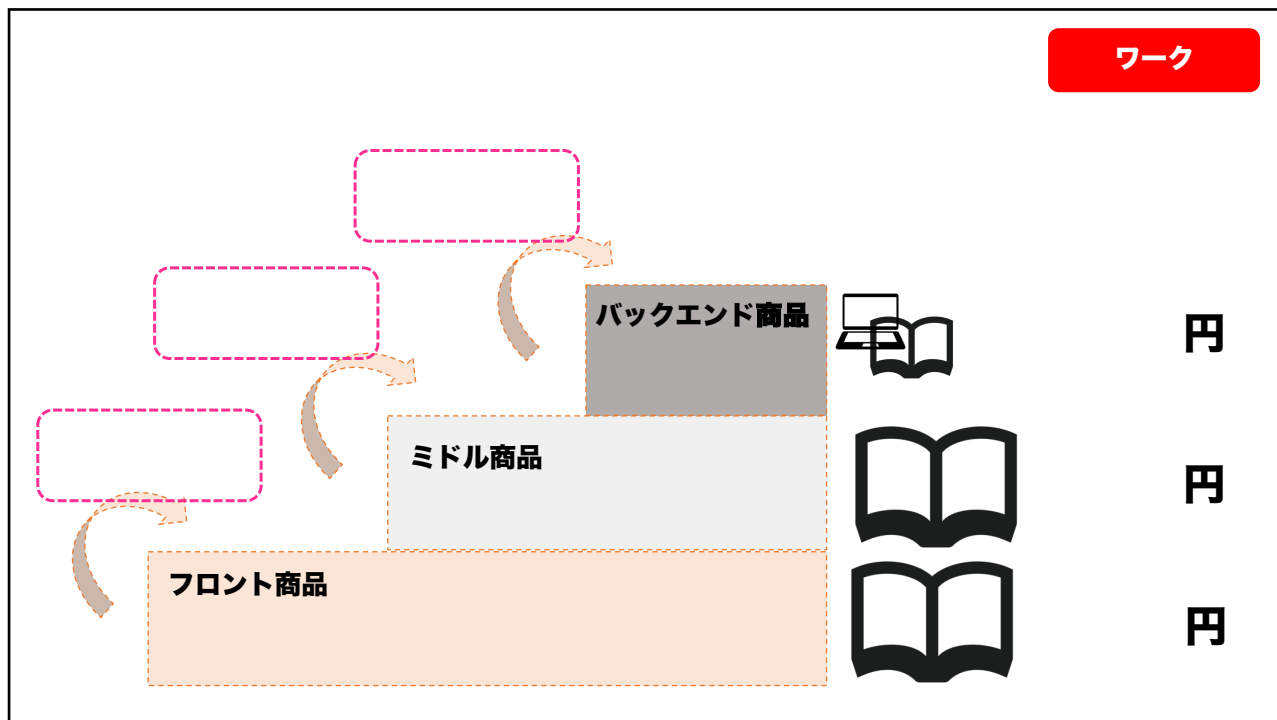 ワーク
バックエンド商品
円
ミドル商品
円
フロント商品
円